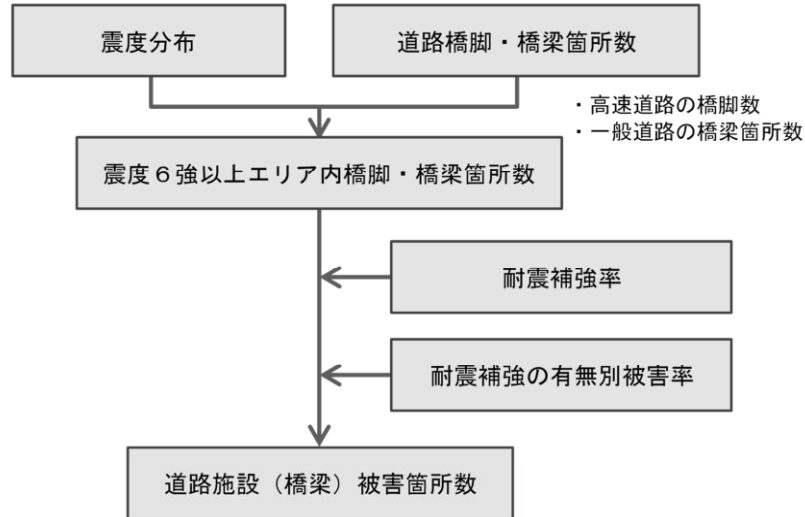 震度分布
道路橋脚・橋梁箇所数
・高速道路の橋脚数
・一般道路の橋梁箇所数
震度６強以上エリア内橋脚・橋梁箇所数
耐震補強率
耐震補強の有無別被害率
道路施設（橋梁）被害箇所数